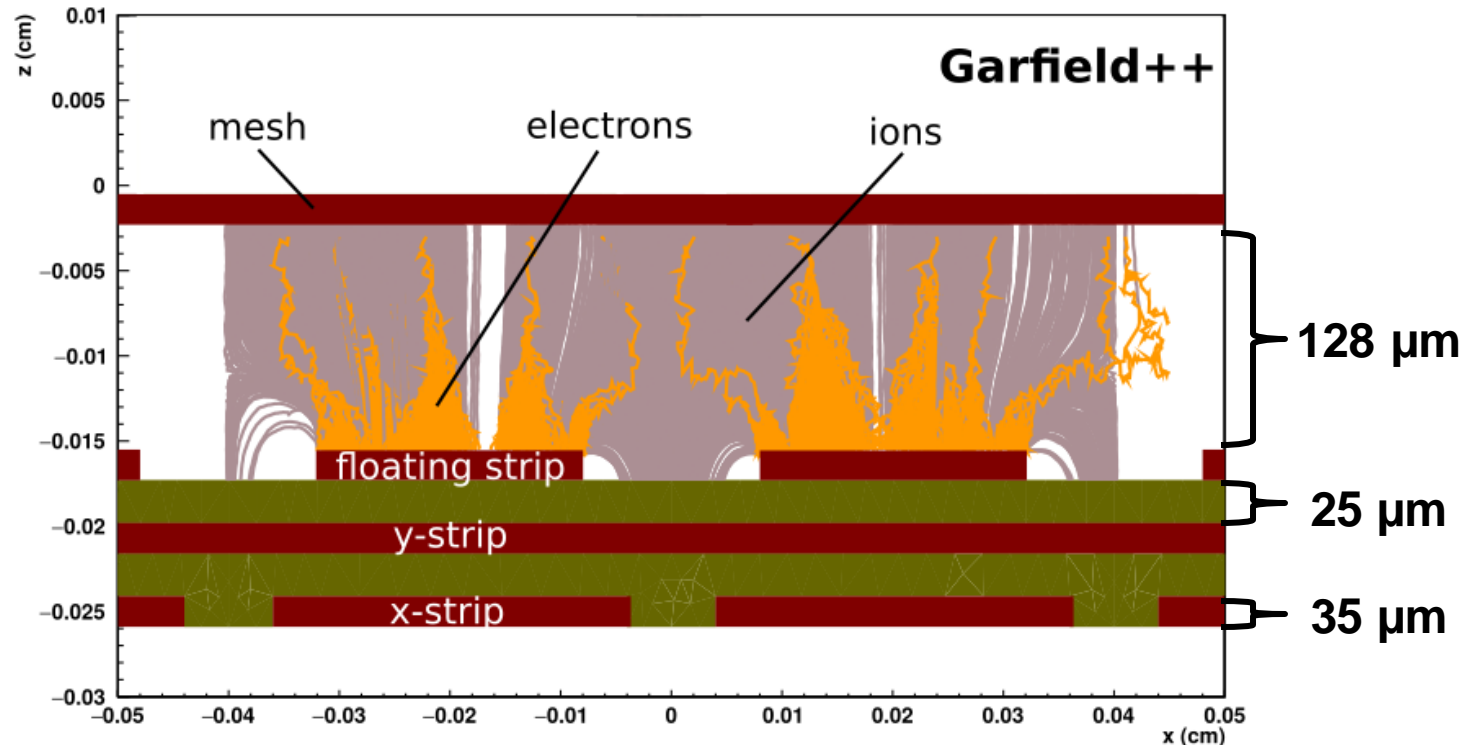 0.01
z (cm)
Garfield++
0.005
mesh
electrons
ions
0
−0.005
128 µm
−0.01
−0.015
floating strip
25 µm
−0.02
y-strip
−0.025
x-strip
35 µm
−0.03
−0.05 −0.04 −0.03 −0.02 −0.01 0 0.01 0.02 0.03 0.04 0.05
x (cm)